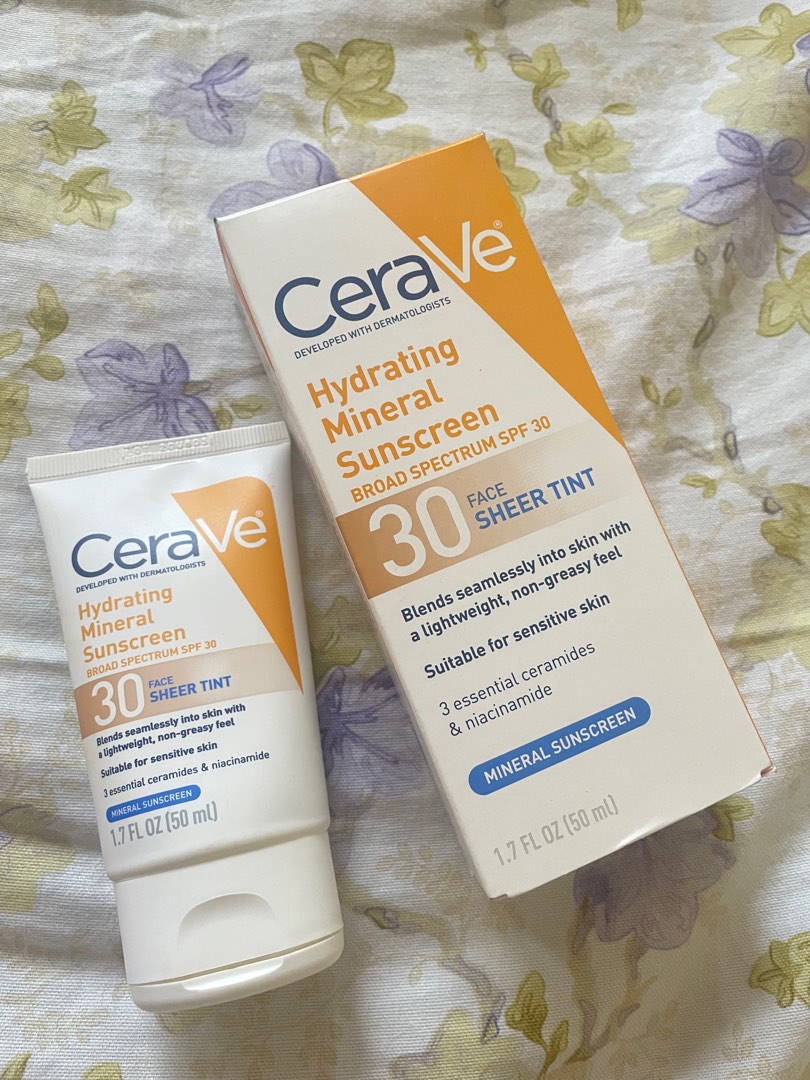 CeraVe®
DEVELOPED WITH DERMATOLOGISTS
Hydrating
Mineral
Sunscreen
BROAD SPECTRUM SPF 30
30 FACE
SHEER TINT
Blends seamlessly into skin with
a lightweight, non-greasy feel
Suitable for sensitive skin
3 essential ceramides
& niacinamide
MINERAL SUNSCREEN
1.7 FL OZ (50 ml)
CeraVe®
DEVELOPED WITH DERMATOLOGISTS
Hydrating
Mineral
Sunscreen
BROAD SPECTRUM SPF 30
30 FACE
SHEER TINT
Blends seamlessly into skin with
a lightweight, non-greasy feel
Suitable for sensitive skin
3 essential ceramides & niacinamide
MINERAL SUNSCREEN
1.7 FL OZ (50 ml)